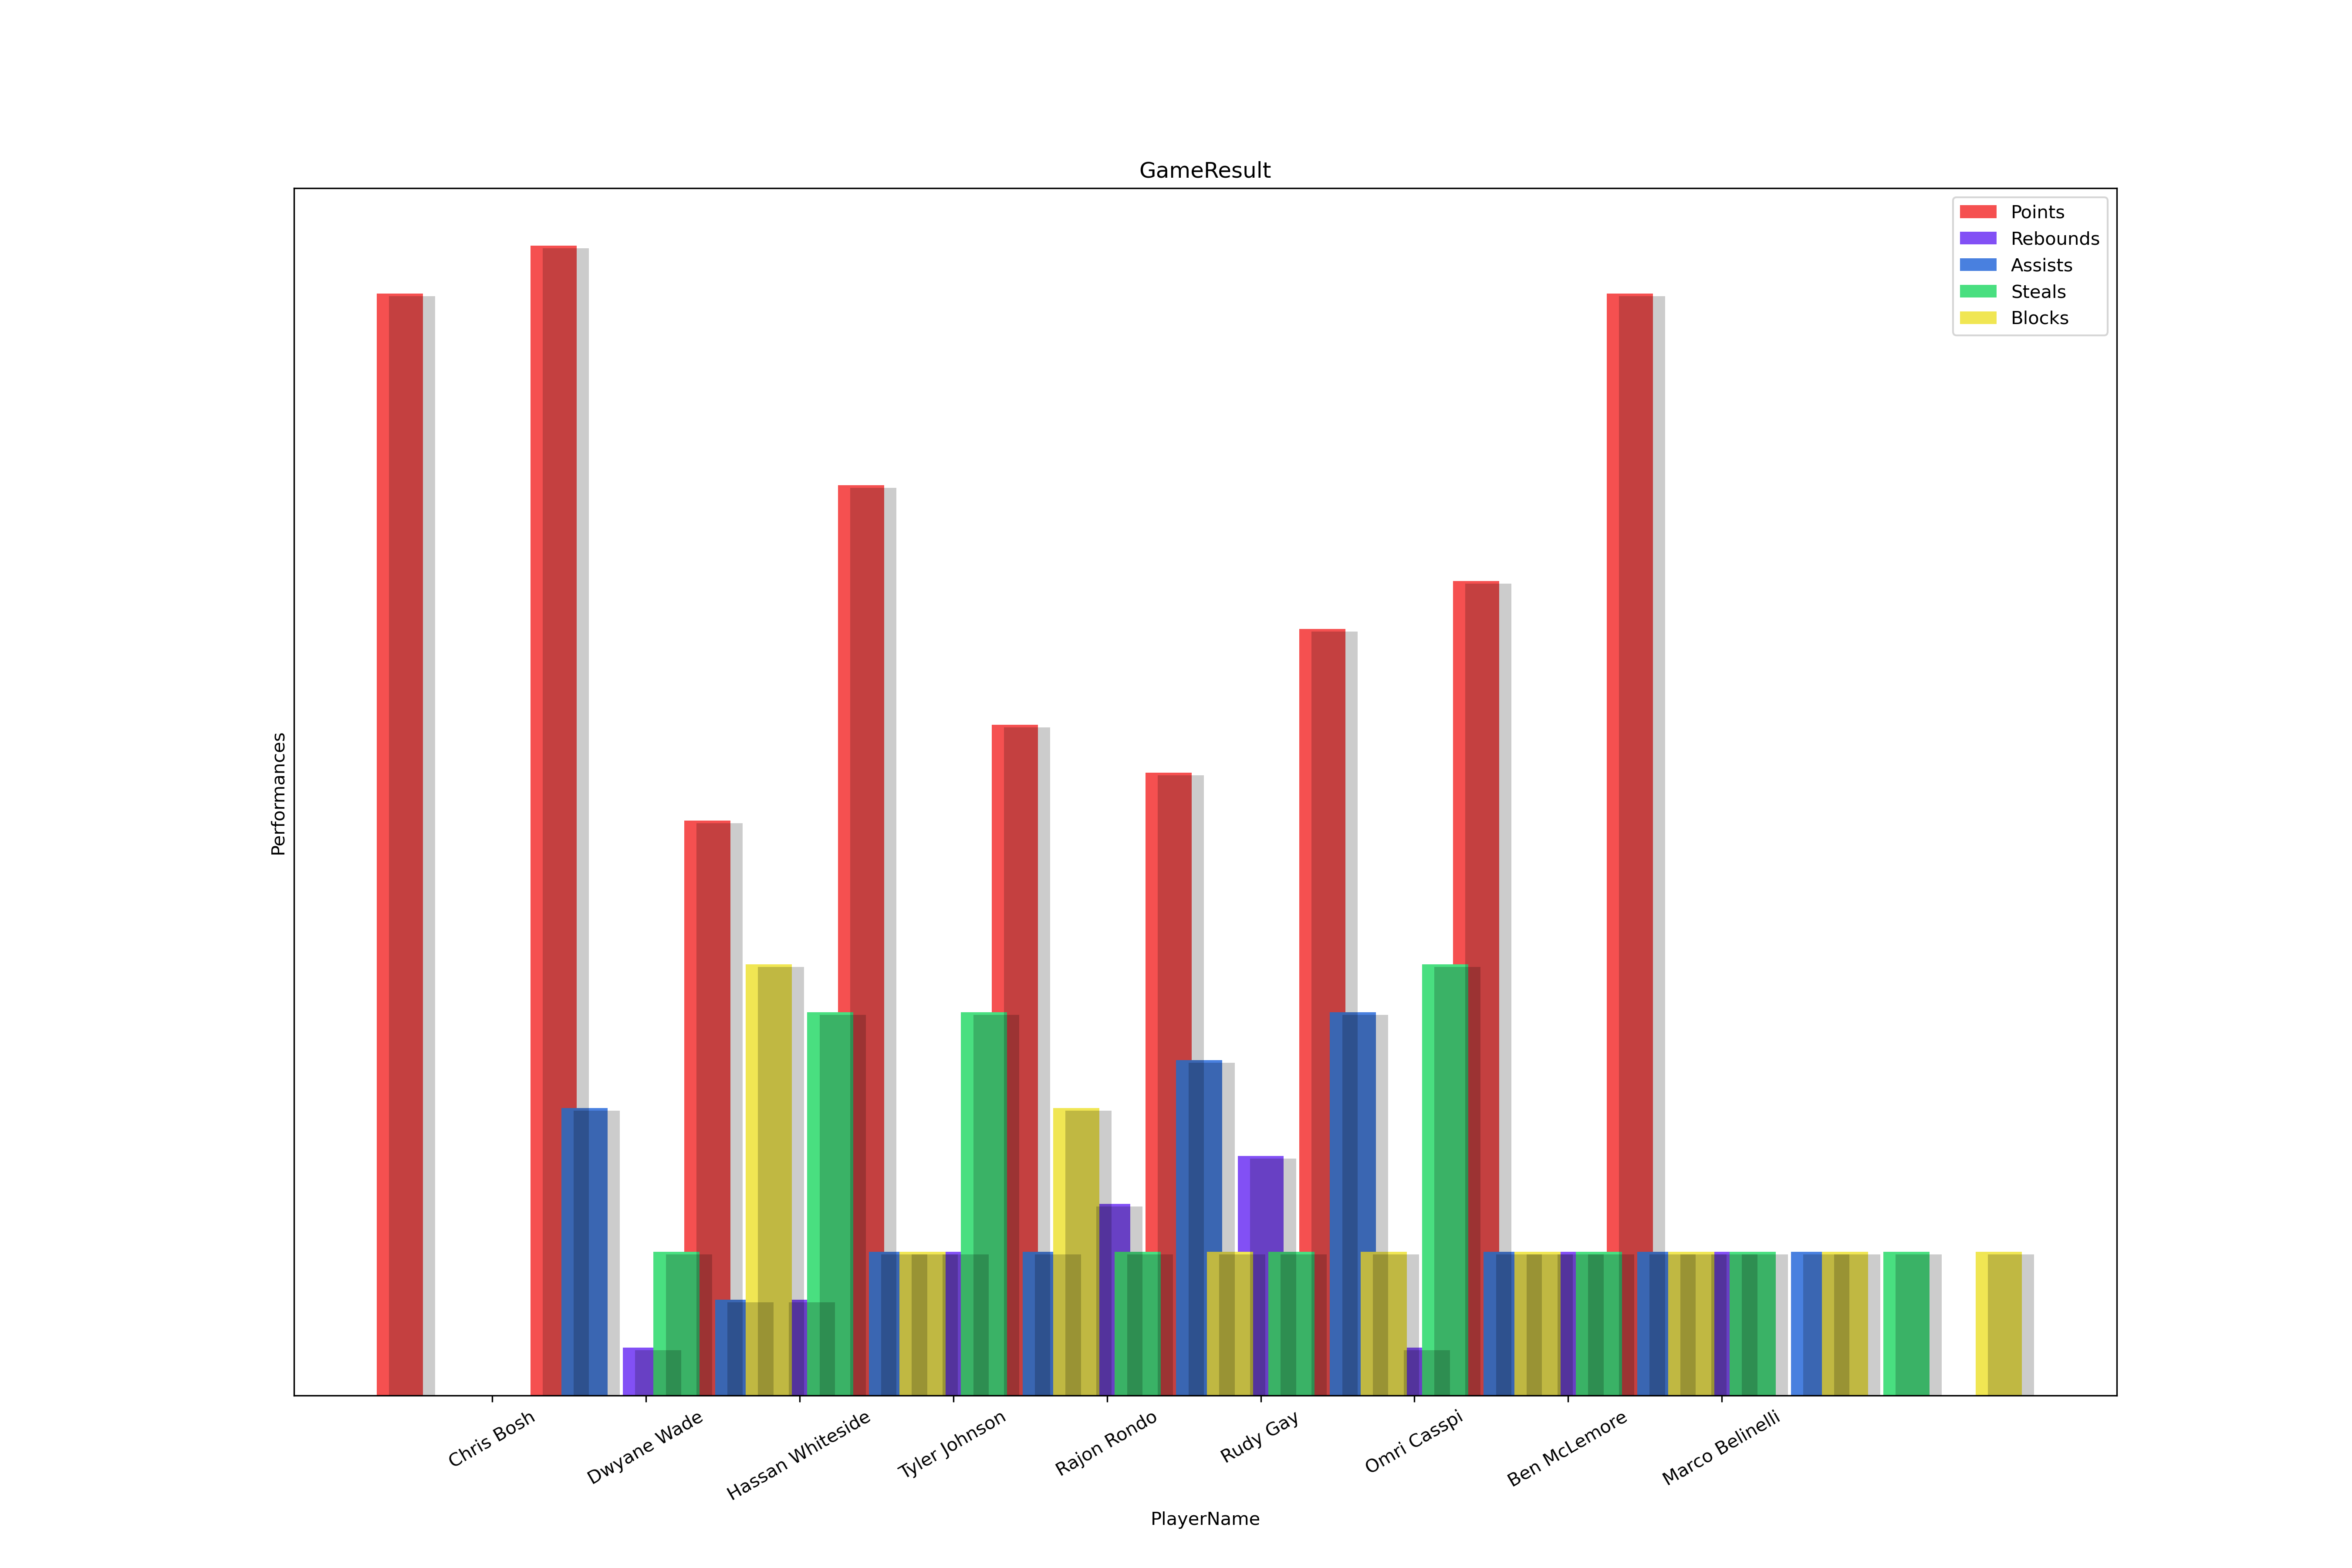 GameResult
Points
Rebounds
Assists
Steals
Blocks
Performances
Chris Bosh
Dwyane Wade
Hassan Whiteside
Tyler Johnson
Rajon Rondo
Rudy Gay
Omri Casspi
Ben McLemore
Marco Belinelli
PlayerName